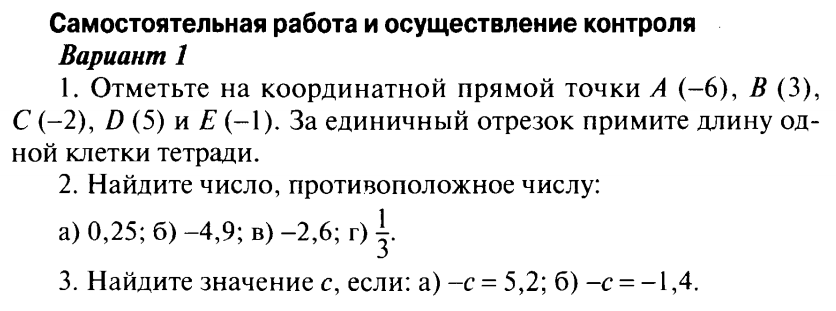 Самостоятельная работа и осуществление контроля
Вариант 1
1. Отметьте на координатной прямой точки A (–6), B (3),
C (–2), D (5) и E (–1). За единичный отрезок примите длину од-
ной клетки тетради.
2. Найдите число, противоположное числу:
а) 0,25; б) –4,9; в) –2,6; г) 1/3.
3. Найдите значение c, если: а) –c = 5,2; б) –c = –1,4.